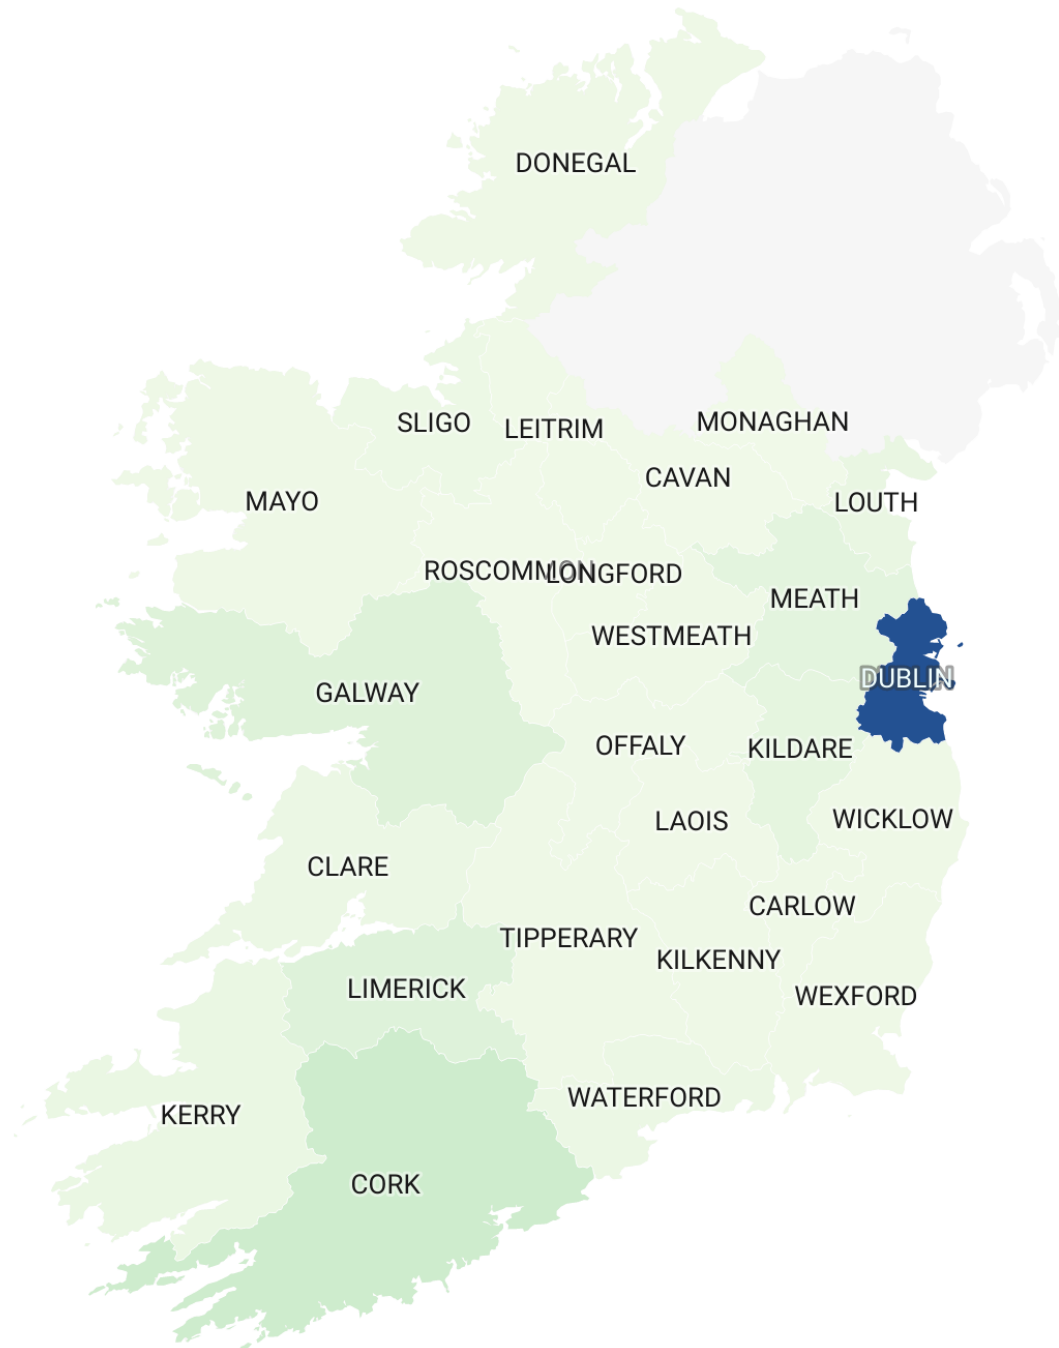 DONEGAL
SLIGO
LEITRIM
MONAGHAN
CAVAN
MAYO
LOUTH
ROSCOMMON
LONGFORD
MEATH
WESTMEATH
DUBLIN
GALWAY
OFFALY
KILDARE
LAOIS
WICKLOW
CLARE
CARLOW
TIPPERARY
KILKENNY
LIMERICK
WEXFORD
WATERFORD
KERRY
CORK